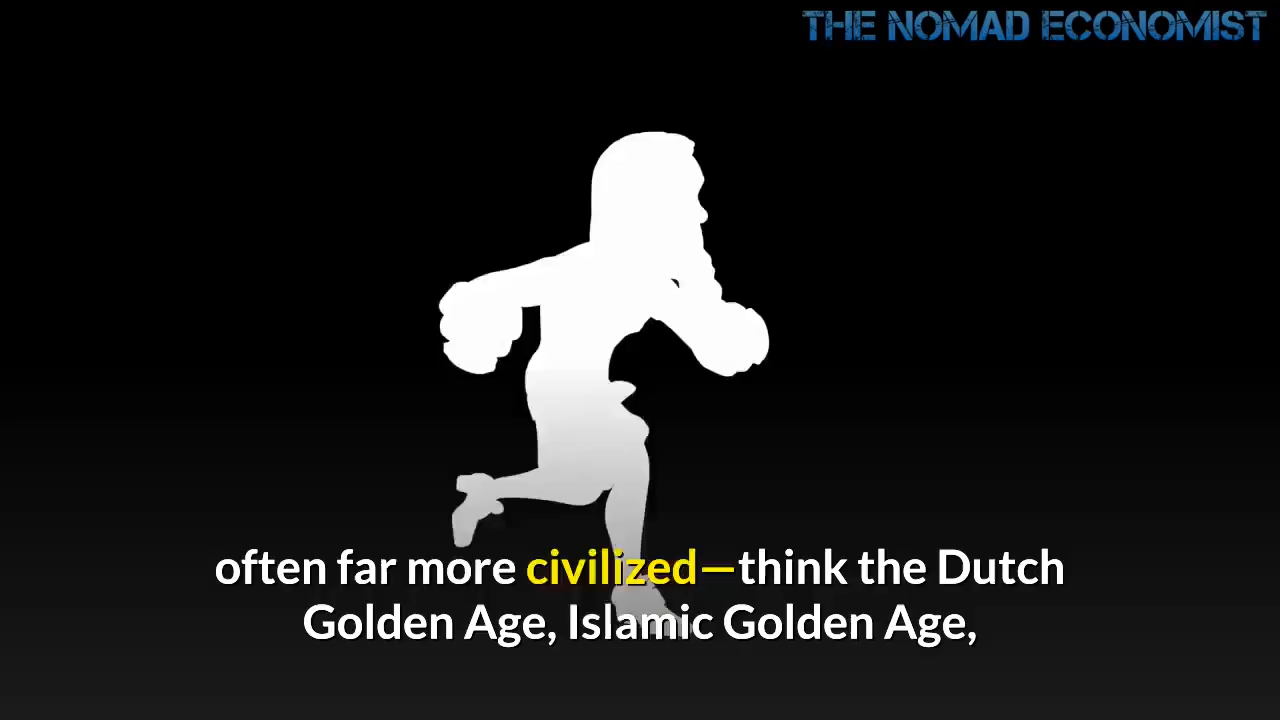 THE NOMAD ECONOMIST
often far more civilized—think the Dutch
Golden Age, Islamic Golden Age,